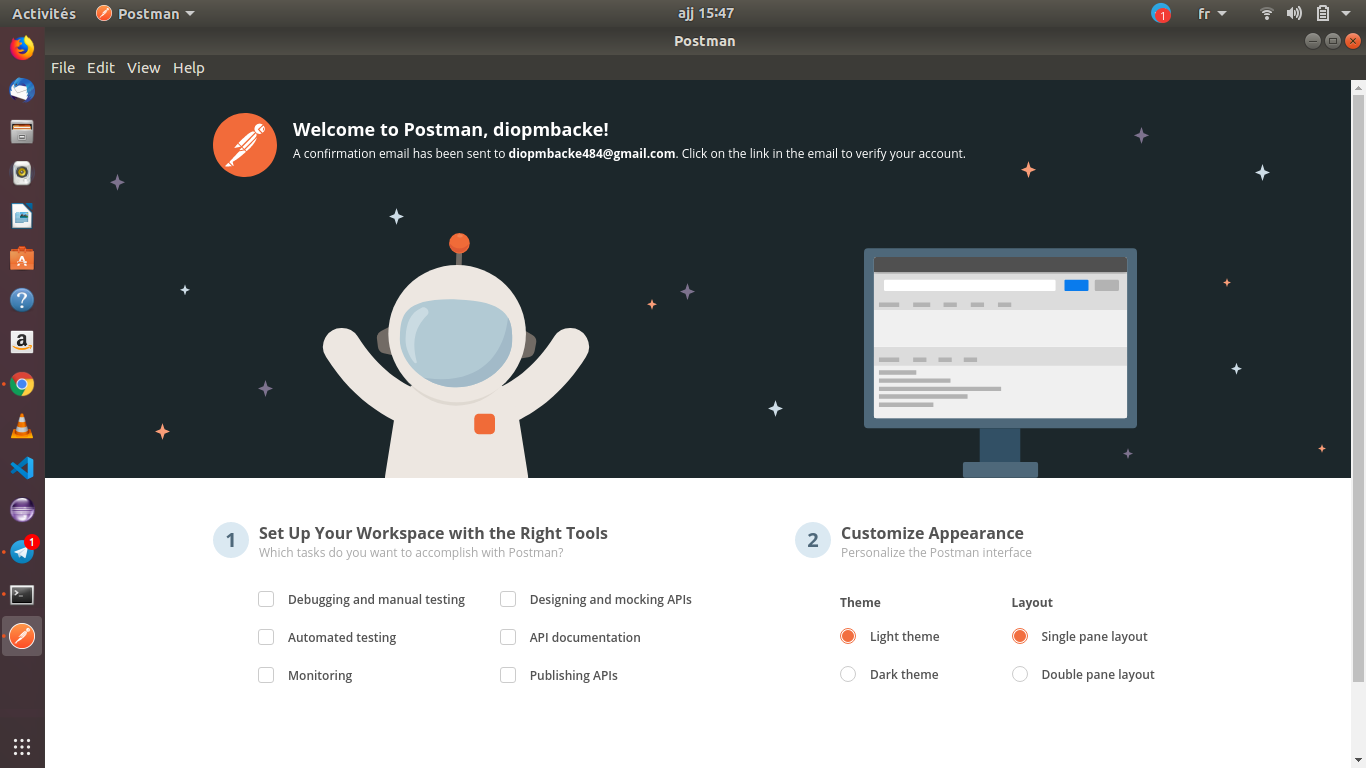 Activités
Postman
ajj 15:47
1
fr
Postman
File Edit View Help
Welcome to Postman, diopmbacke!
A confirmation email has been sent to diopmbacke484@gmail.com. Click on the link in the email to verify your account.
a
1
1
Set Up Your Workspace with the Right Tools
Which tasks do you want to accomplish with Postman?
Debugging and manual testing
Designing and mocking APIs
Automated testing
API documentation
Monitoring
Publishing APIs
2
Customize Appearance
Personalize the Postman interface
Theme
Layout
Light theme
Single pane layout
Dark theme
Double pane layout